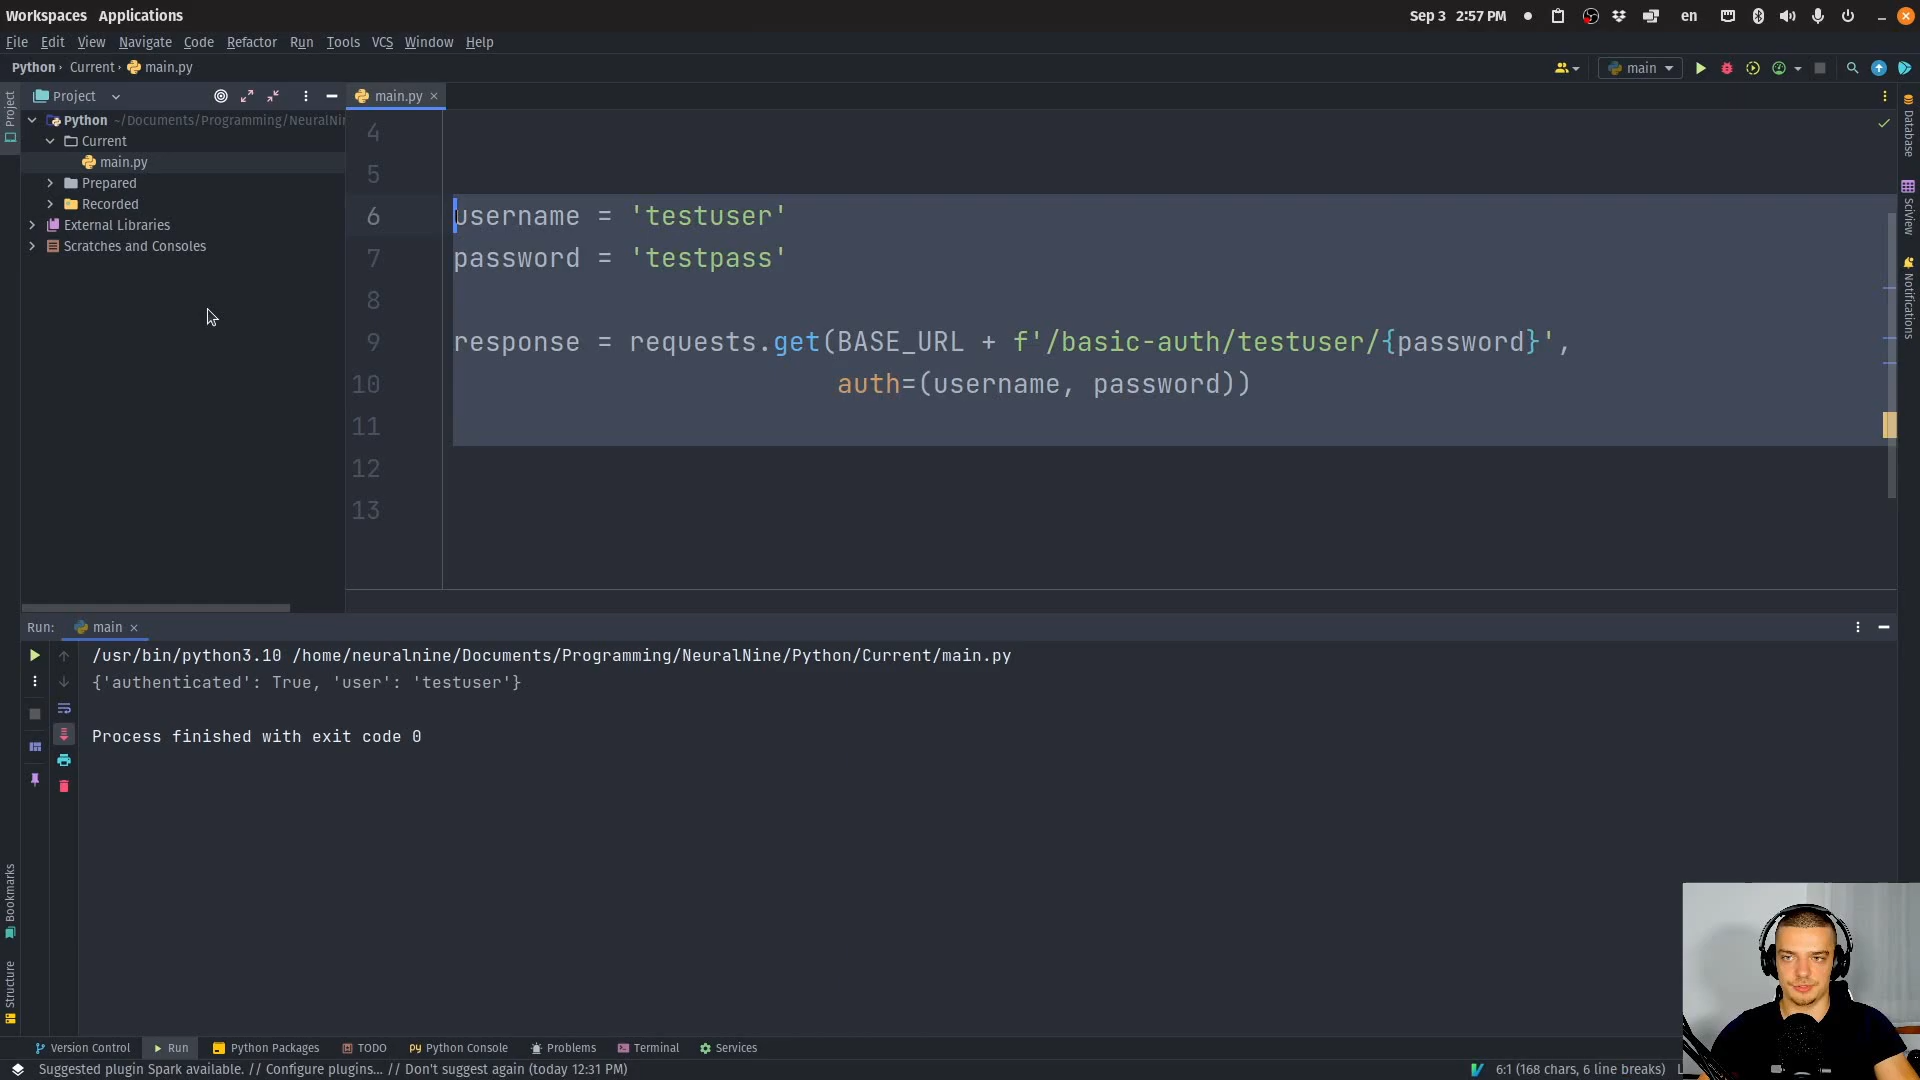 Workspaces Applications
Sep 3 2:57 PM
en
File Edit View Navigate Code Refactor Run Tools VCS Window Help
Python › Current › main.py
main
Project
main.py
Python ~/Documents/Programming/NeuralNi
Current
main.py
Prepared
Recorded
External Libraries
Scratches and Consoles
Project
Bookmarks
Structure
Database
SciView
Notifications
4
5
6 username = 'testuser'
7 password = 'testpass'
8
9 response = requests.get(BASE_URL + f'/basic-auth/testuser/{password}',
10 auth=(username, password))
11
12
13
Run: main
/usr/bin/python3.10 /home/neuralnine/Documents/Programming/NeuralNine/Python/Current/main.py
{'authenticated': True, 'user': 'testuser'}
Process finished with exit code 0
Version Control Run Python Packages TODO Python Console Problems Terminal Services
Suggested plugin Spark available. // Configure plugins... // Don't suggest again (today 12:31 PM)
6:1 (168 chars, 6 line breaks)